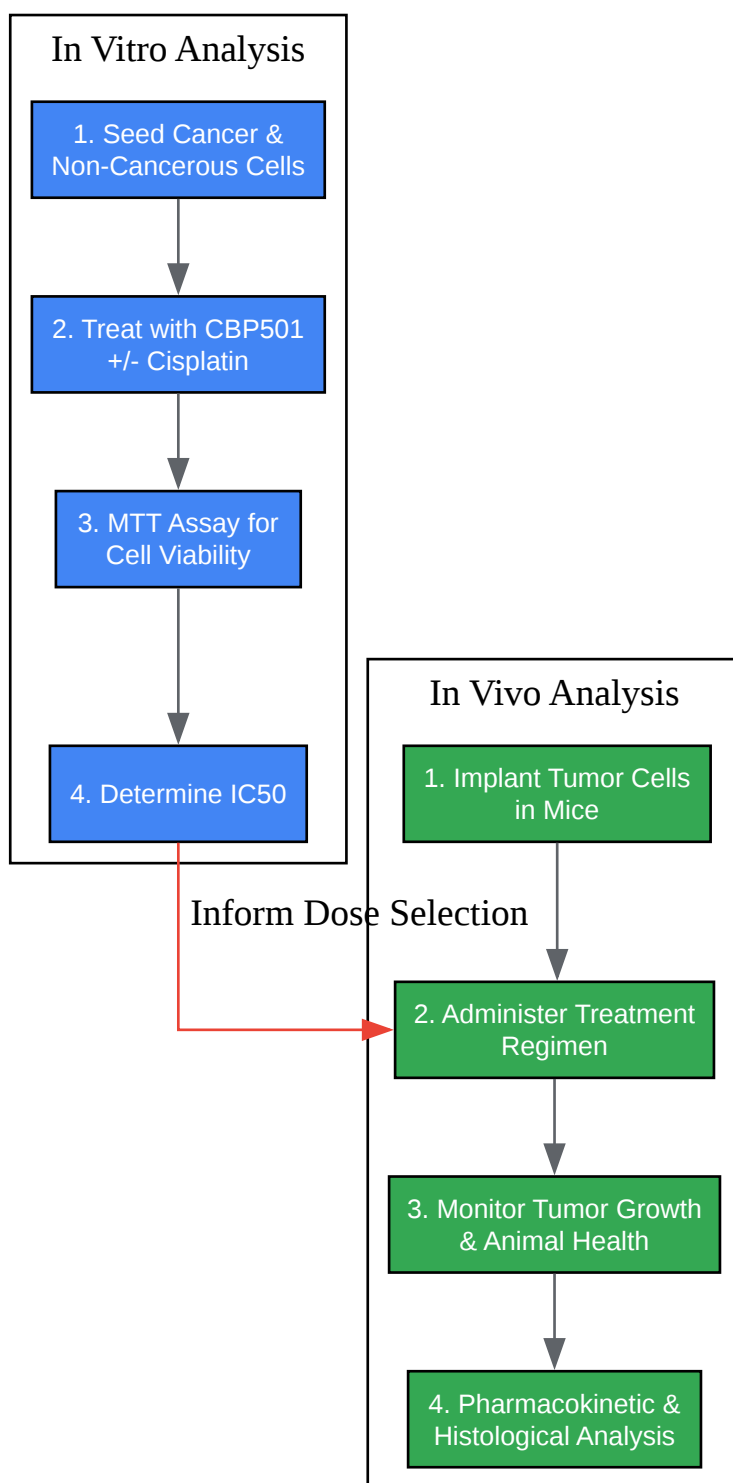 In Vitro Analysis
1. Seed Cancer &
Non-Cancerous Cells
2. Treat with CBP501
+/- Cisplatin
3. MTT Assay for
Cell Viability
4. Determine IC50
Inform Dose Selection
In Vivo Analysis
1. Implant Tumor Cells
in Mice
2. Administer Treatment
Regimen
3. Monitor Tumor Growth
& Animal Health
4. Pharmacokinetic &
Histological Analysis